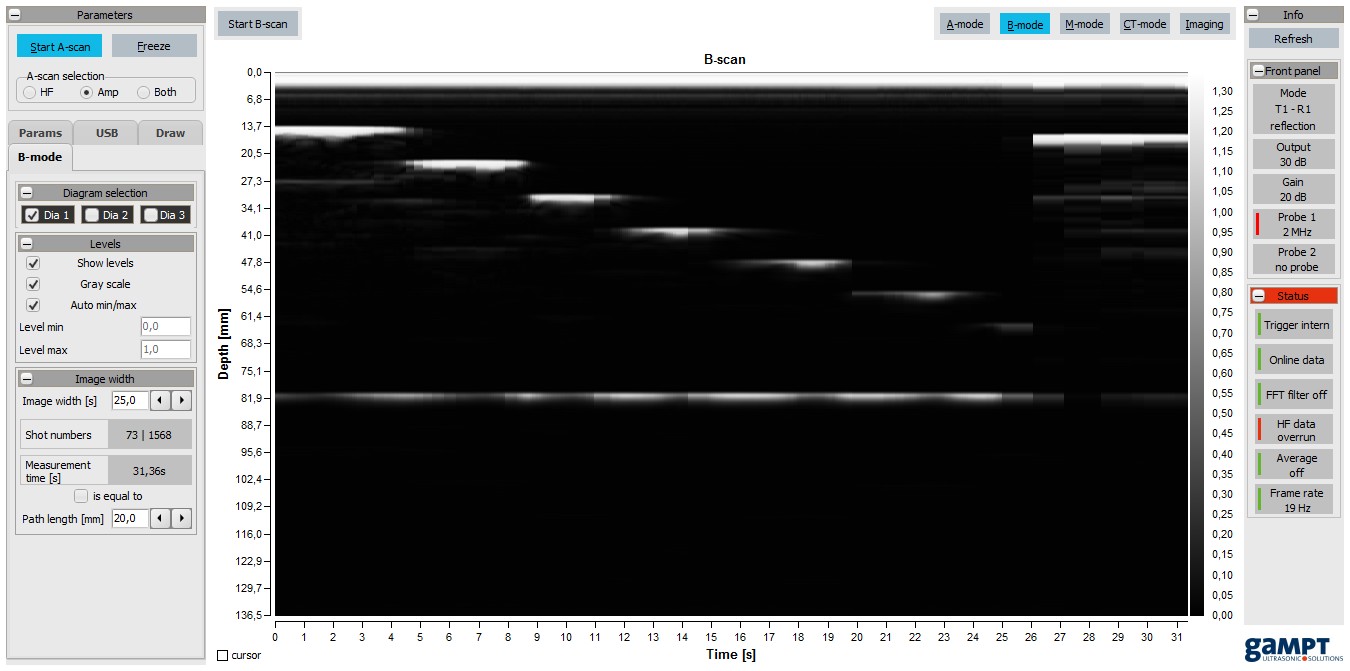 Parameters
Start A-scan
Freeze
A-scan selection
HF
Amp
Both
Params
USB
Draw
B-mode
Diagram selection
Dia 1
Dia 2
Dia 3
Levels
Show levels
Gray scale
Auto min/max
Level min
0,0
Level max
1,0
Image width
Image width [s]
25,0
Shot numbers
73 | 1568
Measurement
time [s]
31,36s
is equal to
Path length [mm]
20,0
Start B-scan
A-mode
B-mode
M-mode
CT-mode
Imaging
B-scan
Depth [mm]
0,0
6,8
13,7
20,5
27,3
34,1
41,0
47,8
54,6
61,4
68,3
75,1
81,9
88,7
95,6
102,4
109,2
116,0
122,9
129,7
136,5
0 1 2 3 4 5 6 7 8 9 10 11 12 13 14 15 16 17 18 19 20 21 22 23 24 25 26 27 28 29 30 31
Time [s]
cursor
1,30
1,25
1,20
1,15
1,10
1,05
1,00
0,95
0,90
0,85
0,80
0,75
0,70
0,65
0,60
0,55
0,50
0,45
0,40
0,35
0,30
0,25
0,20
0,15
0,10
0,05
0,00
Info
Refresh
Front panel
Mode
T1 - R1
reflection
Output
30 dB
Gain
20 dB
Probe 1
2 MHz
Probe 2
no probe
Status
Trigger intern
Online data
FFT filter off
HF data
overrun
Average
off
Frame rate
19 Hz
GAMPT
ULTRASONIC SOLUTIONS